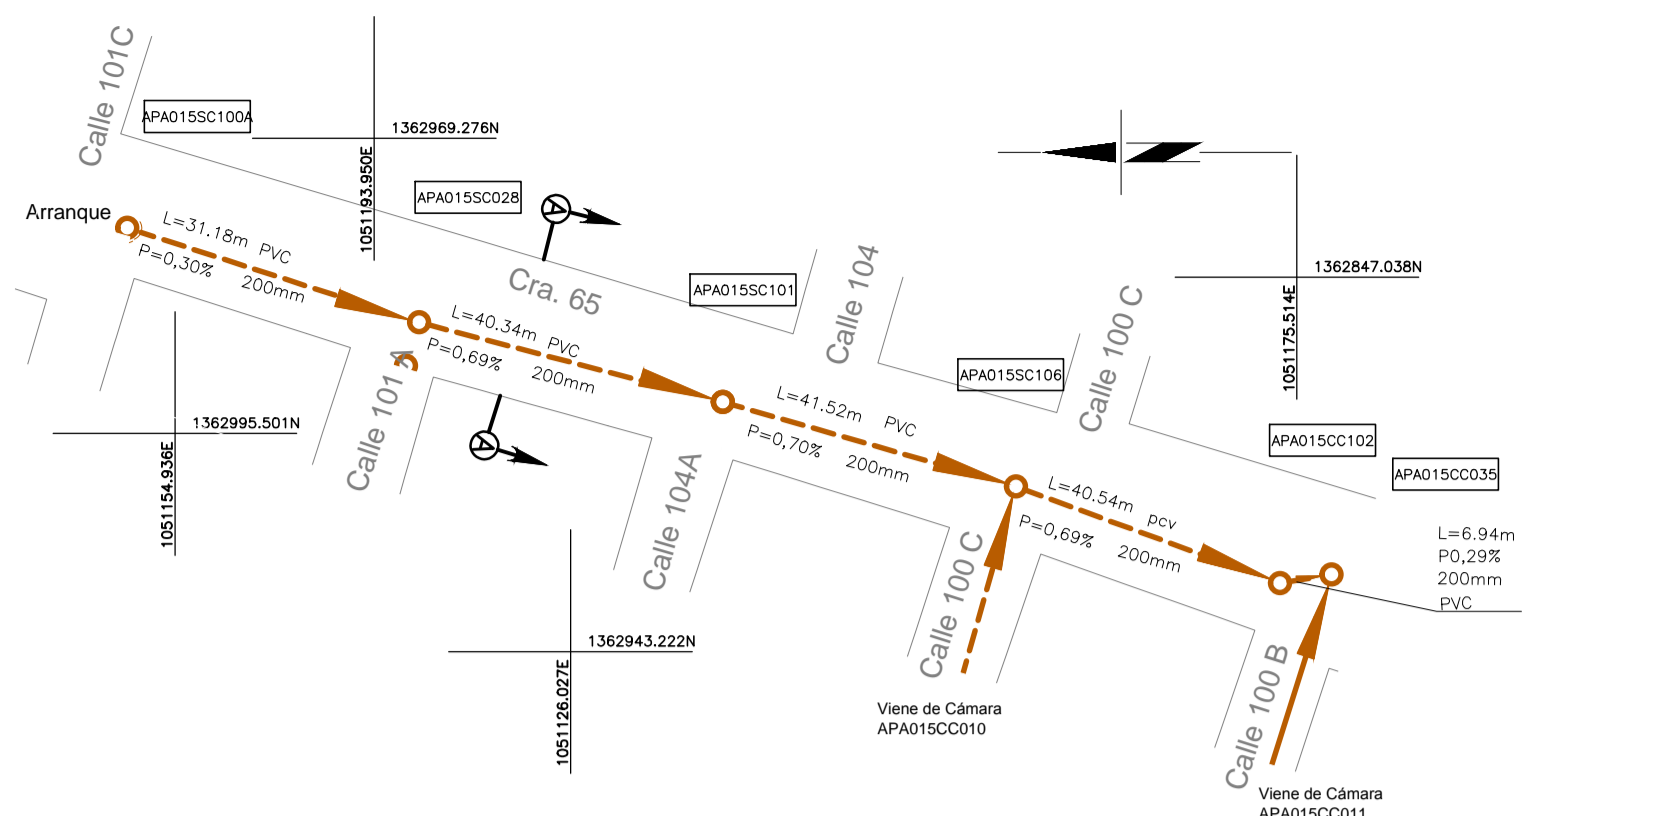 Calle 101C
APA015SC100A
1362969.276N
1051193.950E
APA015SC028
Arranque
L=31.18m PVC
P=0,30% 200mm
Cra. 65
APA015SC101
Calle 104
1362847.038N
1051175.514E
L=40.34m PVC
P=0,69% 200mm
Calle 101 A
A
A
1362995.501N
1051154.936E
APA015SC106
Calle 100 C
L=41.52m PVC
P=0,70% 200mm
Calle 104A
APA015CC102
APA015CC035
L=40.54m pcv
P=0,69% 200mm
L=6.94m
P0,29%
200mm
PVC
1362943.222N
1051126.027E
Calle 100 C
Calle 100 B
Viene de Cámara
APA015CC010
Viene de Cámara
APA015CC011